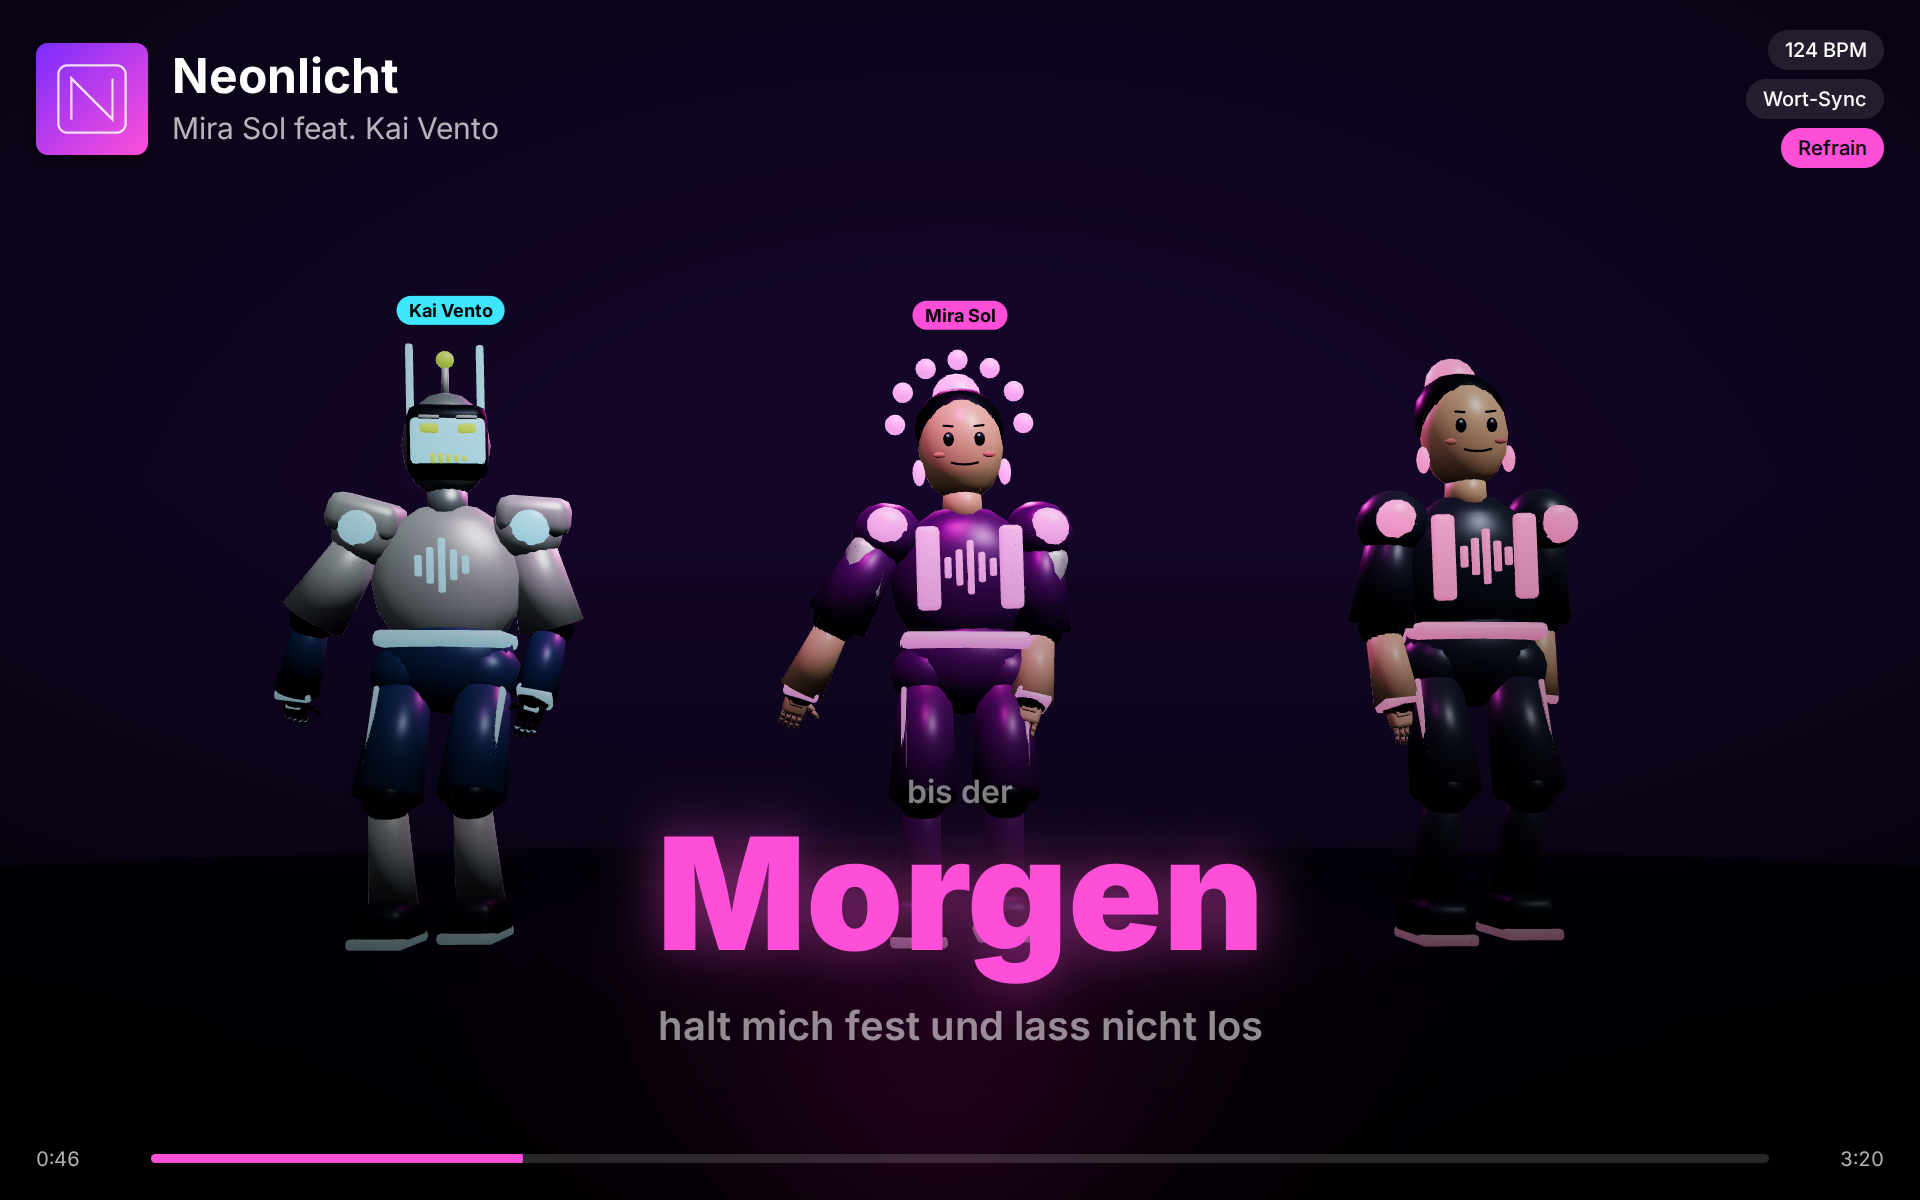 N
Neonlicht
Mira Sol feat. Kai Vento
124 BPM
Wort-Sync
Refrain
Kai Vento
Mira Sol
bis der
Morgen
halt mich fest und lass nicht los
0:46
3:20